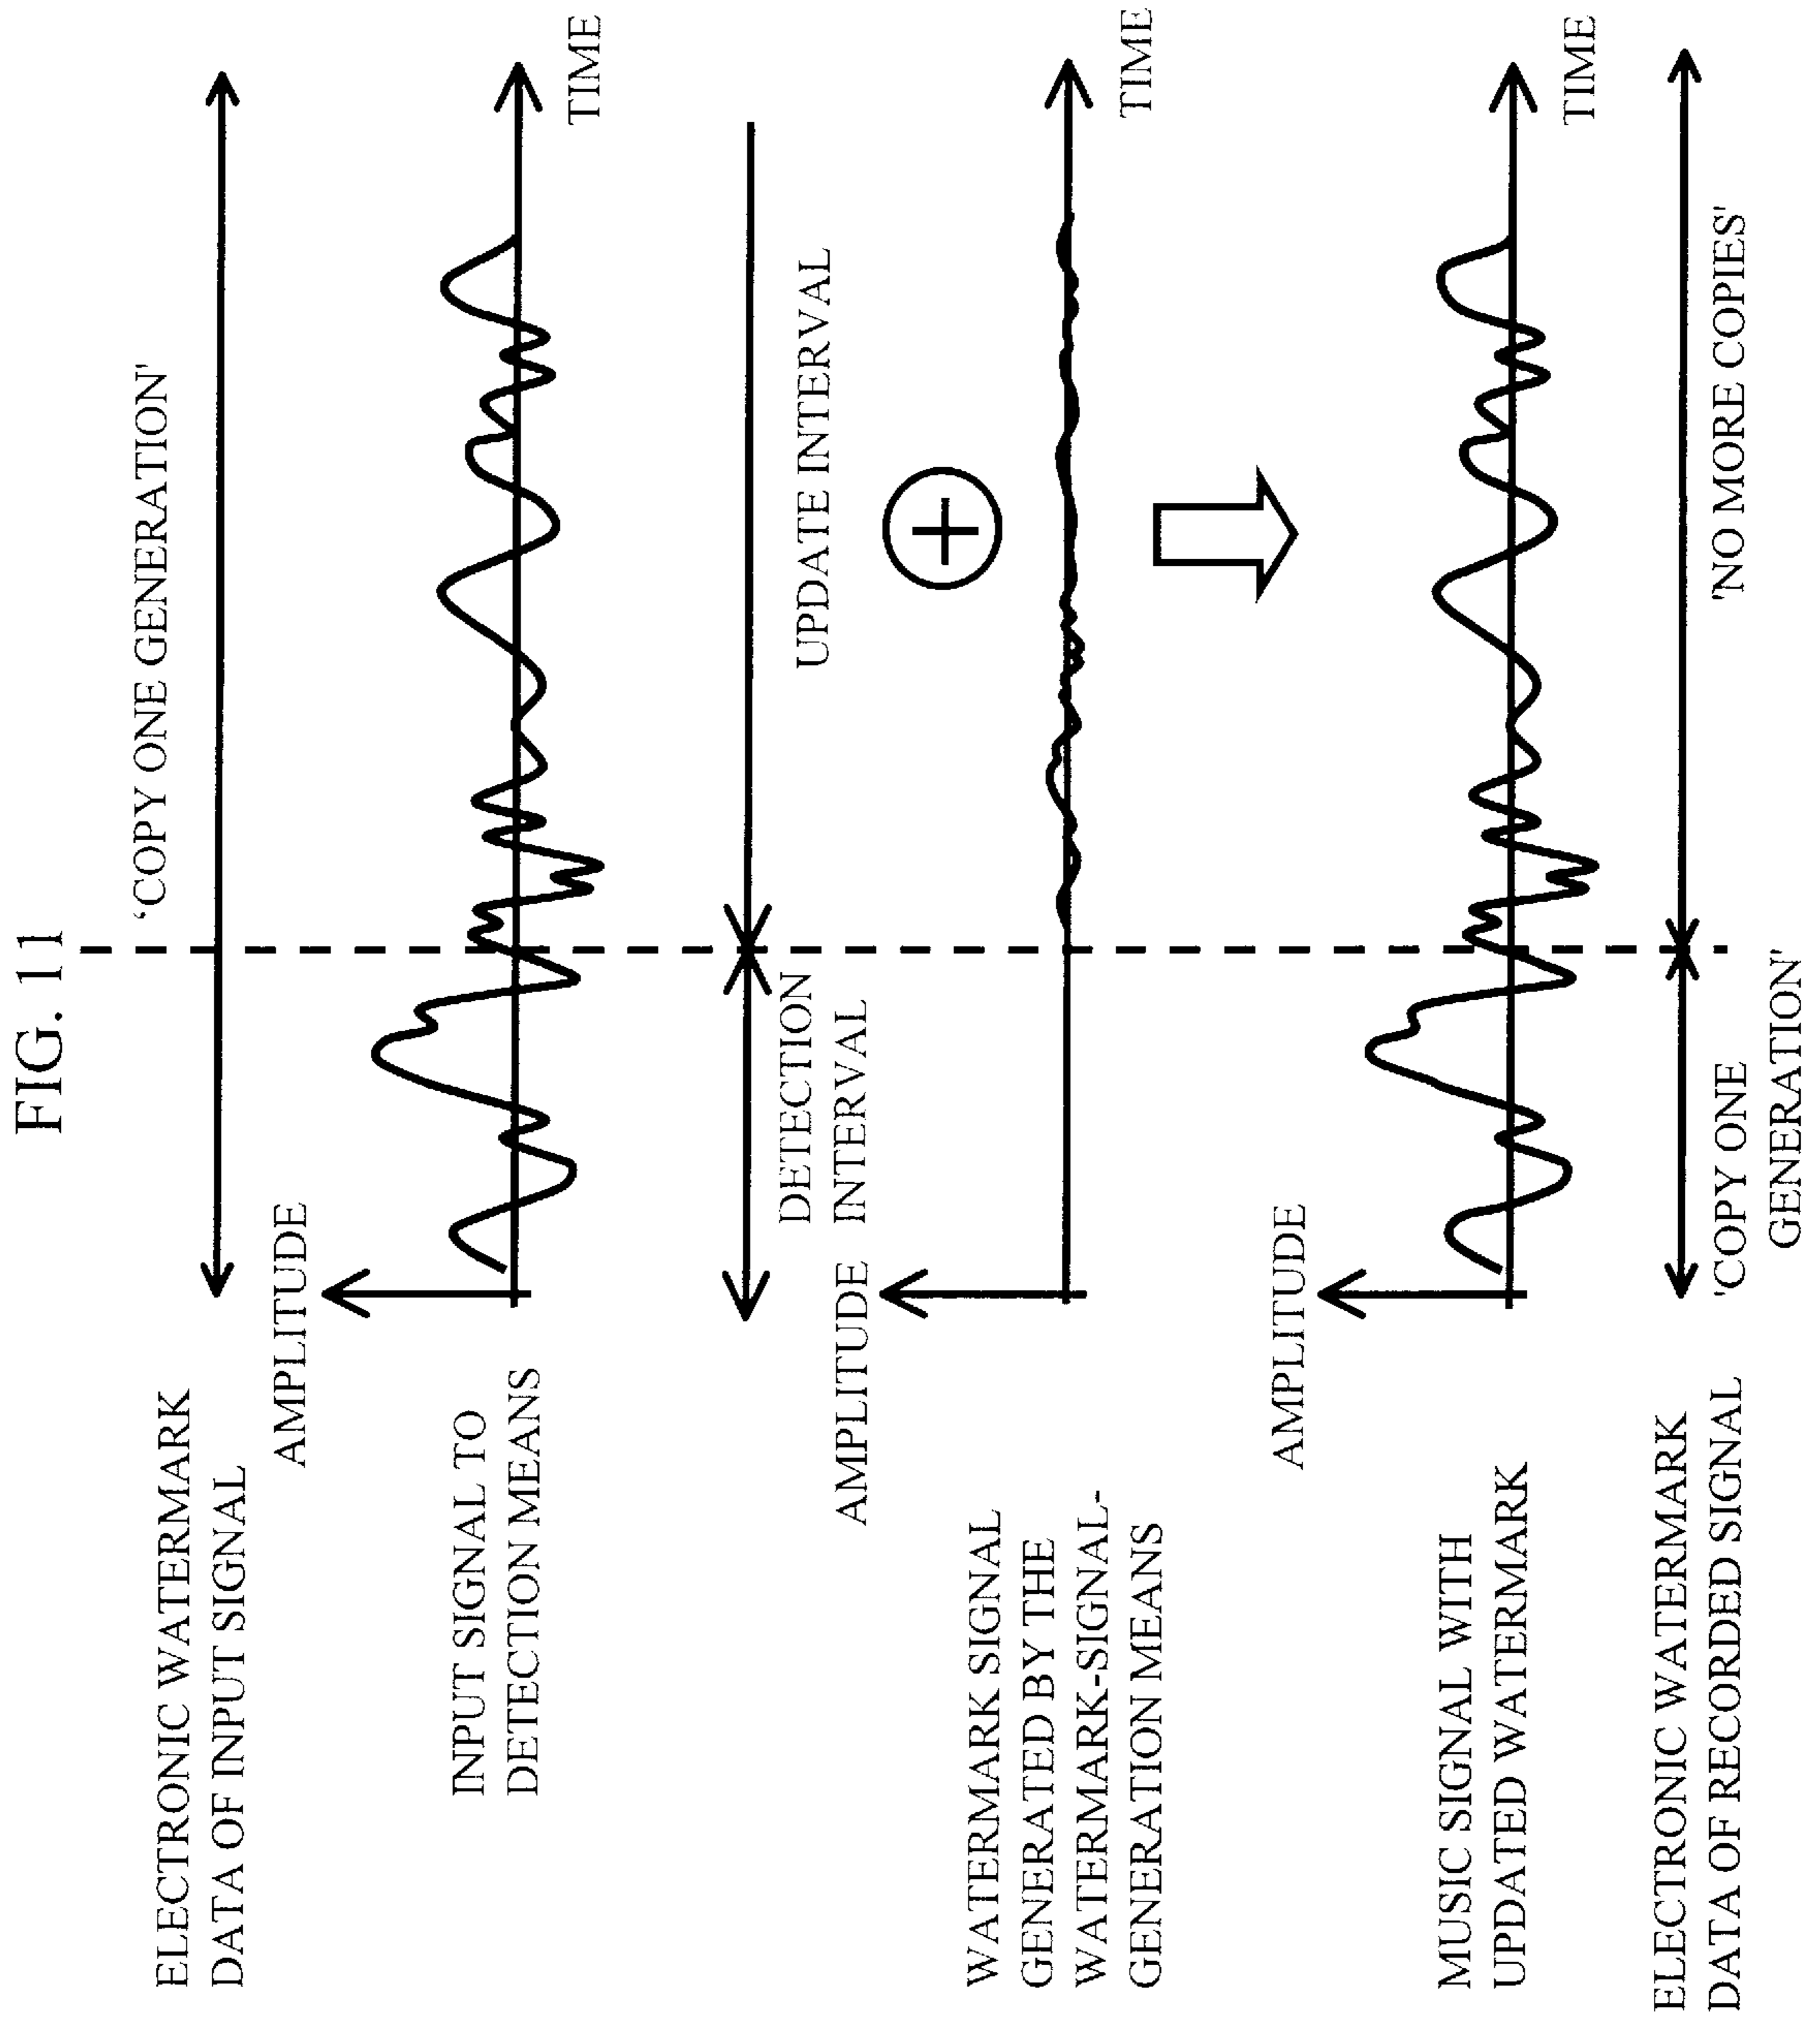 FIG. 11
'COPY ONE GENERATION'
ELECTRONIC WATERMARK
DATA OF INPUT SIGNAL
AMPLITUDE
INPUT SIGNAL TO
DETECTION MEANS
TIME
DETECTION
INTERVAL
UPDATE INTERVAL
AMPLITUDE
+
WATERMARK SIGNAL
GENERATED BY THE
WATERMARK-SIGNAL-
GENERATION MEANS
TIME
AMPLITUDE
MUSIC SIGNAL WITH
UPDATED WATERMARK
TIME
ELECTRONIC WATERMARK
DATA OF RECORDED SIGNAL
'COPY ONE
GENERATION'
'NO MORE COPIES'